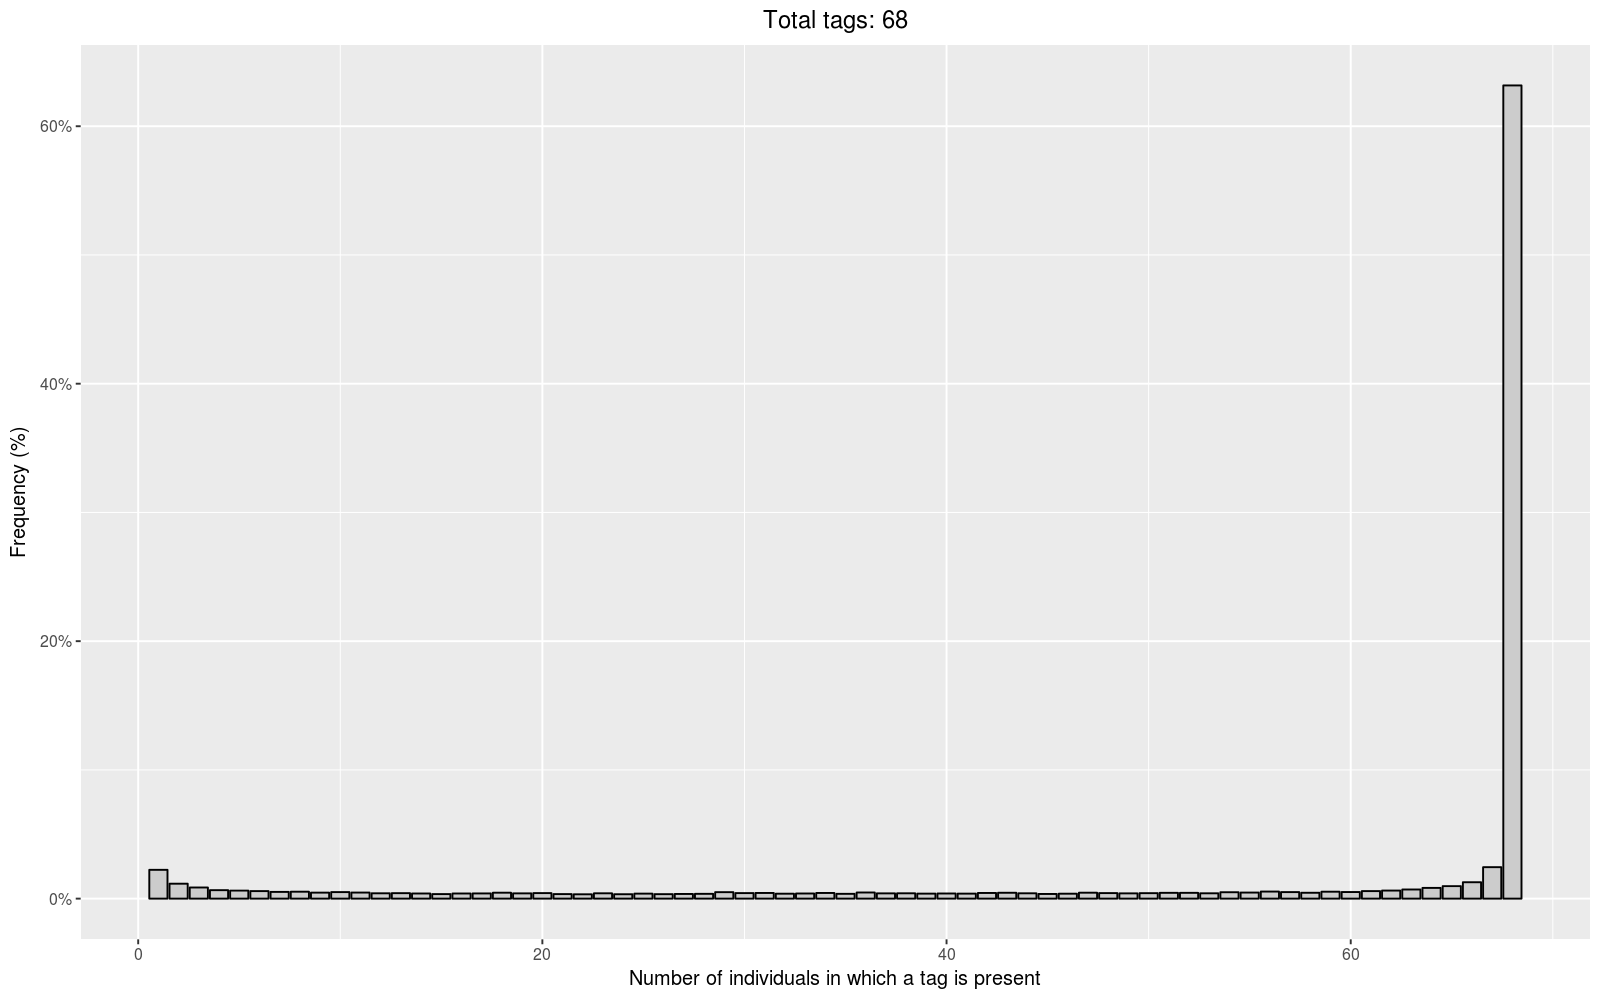 Total tags: 68
Frequency (%)
60%
40%
20%
0%
0 20 40 60
Number of individuals in which a tag is present